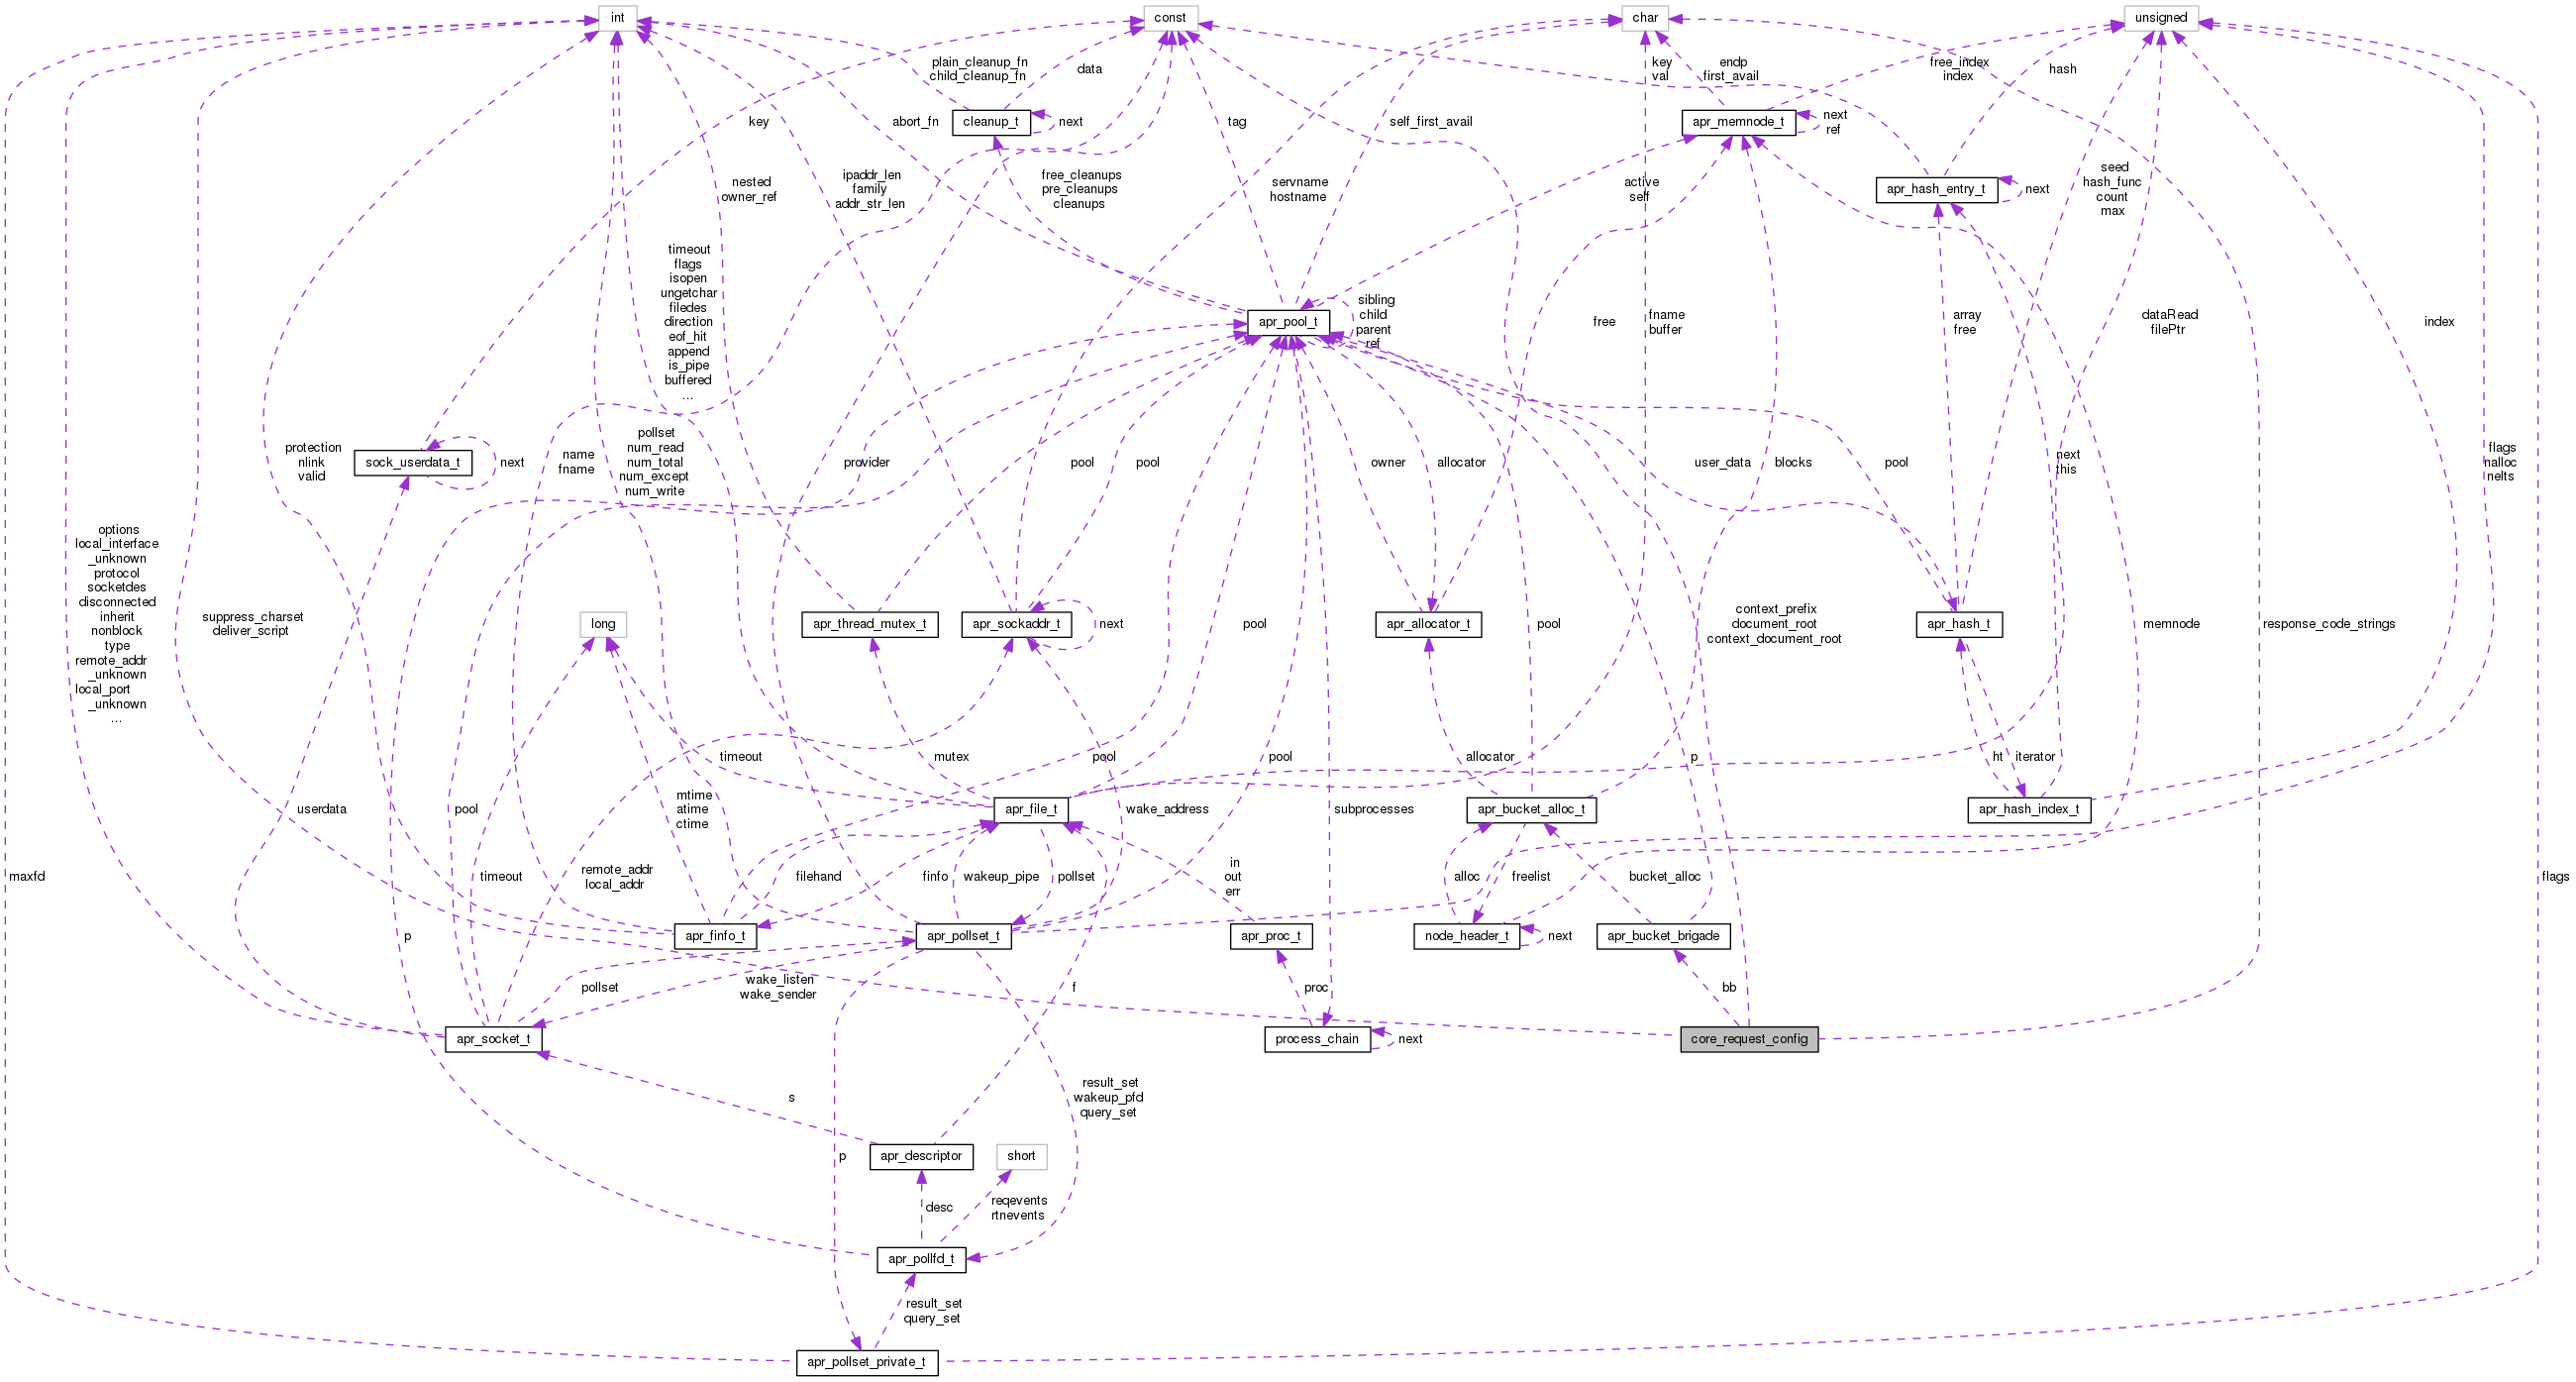 int
const
char
unsigned
plain_cleanup_fn
child_cleanup_fn
data
key
val
endp
first_avail
free_index
index
hash
key
abort_fn
cleanup_t
next
tag
self_first_avail
apr_memnode_t
next
ref
nested
owner_ref
ipaddr_len
family
addr_str_len
free_cleanups
pre_cleanups
cleanups
servname
hostname
active
self
apr_hash_entry_t
next
seed
hash_func
count
max
timeout
flags
isopen
ungetchar
filedes
direction
eof_hit
append
is_pipe
buffered
...
apr_pool_t
sibling
child
parent
ref
free
fname
buffer
array
free
dataRead
filePtr
index
protection
nlink
valid
sock_userdata_t
next
name
fname
pollset
num_read
num_total
num_except
num_write
provider
pool
pool
owner
allocator
user_data
blocks
pool
next
this
flags
nalloc
nelts
options
local_interface
_unknown
protocol
socketdes
disconnected
inherit
nonblock
type
remote_addr
_unknown
local_port
_unknown
...
suppress_charset
deliver_script
long
apr_thread_mutex_t
apr_sockaddr_t
next
pool
apr_allocator_t
pool
context_prefix
document_root
context_document_root
apr_hash_t
memnode
response_code_strings
timeout
mutex
pool
pool
allocator
p
ht
iterator
userdata
pool
mtime
atime
ctime
apr_file_t
wake_address
subprocesses
apr_bucket_alloc_t
apr_hash_index_t
maxfd
timeout
remote_addr
local_addr
filehand
finfo
wakeup_pipe
pollset
in
out
err
alloc
freelist
bucket_alloc
flags
p
apr_finfo_t
apr_pollset_t
apr_proc_t
node_header_t
next
apr_bucket_brigade
pollset
wake_listen
wake_sender
f
proc
bb
apr_socket_t
process_chain
next
core_request_config
s
result_set
wakeup_pfd
query_set
p
apr_descriptor
short
desc
reqevents
rtnevents
apr_pollfd_t
result_set
query_set
apr_pollset_private_t